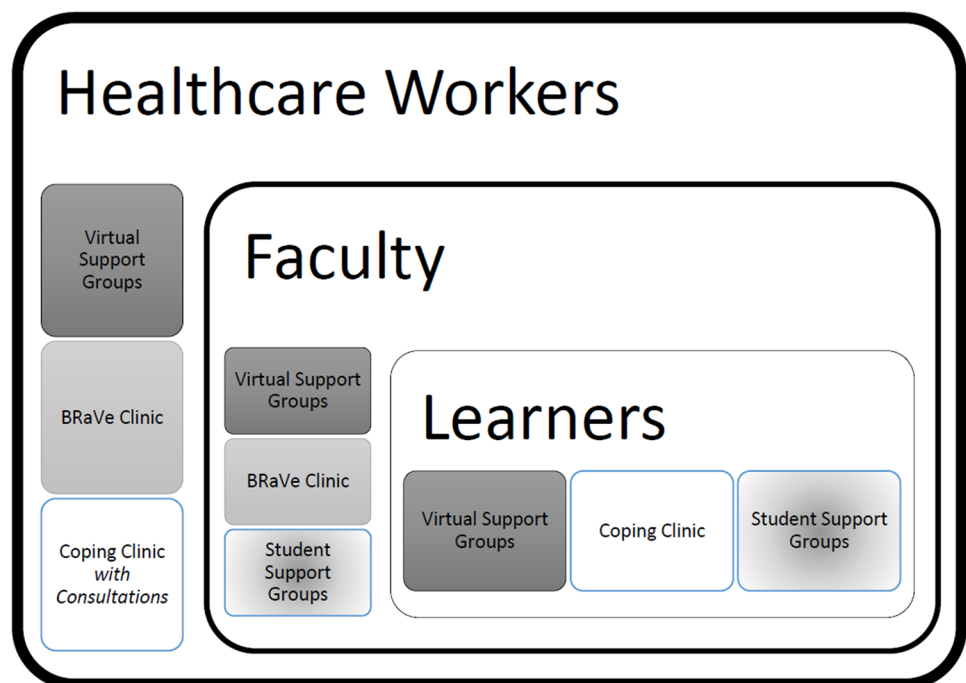 Healthcare Workers
Virtual
Support
Groups
BRaVe Clinic
Coping Clinic
with
Consultations
Faculty
Virtual Support
Groups
BRaVe Clinic
Student
Support
Groups
Learners
Virtual Support
Groups
Coping Clinic
Student Support
Groups